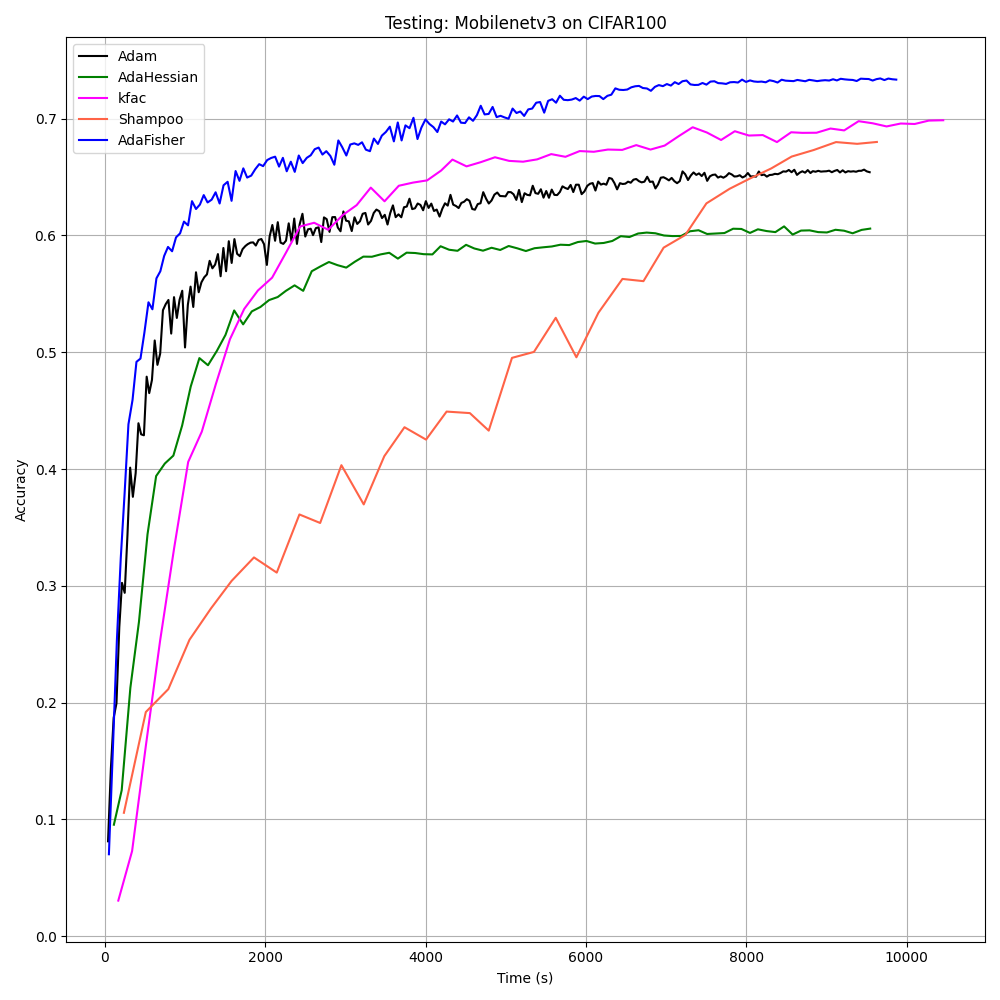 Testing: Mobilenetv3 on CIFAR100
Adam
AdaHessian
kfac
Shampoo
AdaFisher
0.7
0.6
0.5
0.4
0.3
0.2
0.1
0.0
Accuracy
0 2000 4000 6000 8000 10000
Time (s)